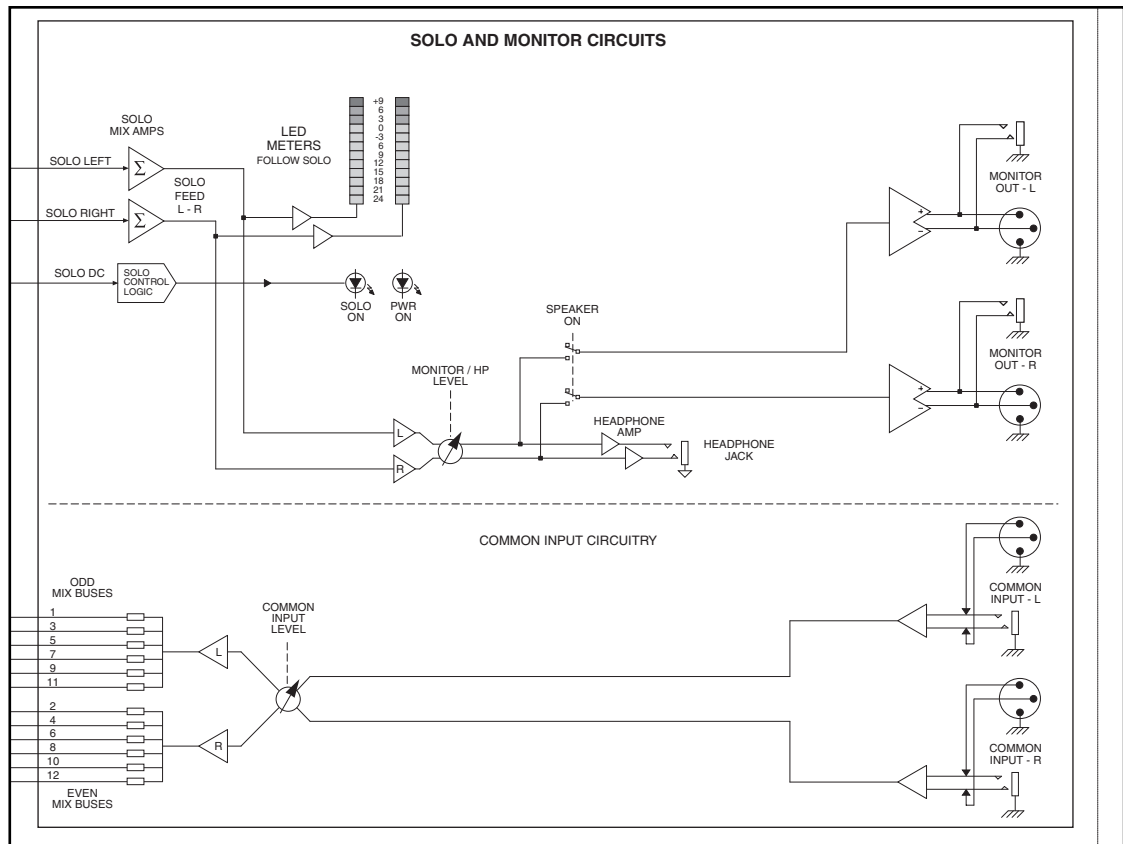 SOLO AND MONITOR CIRCUITS
SOLO
MIX AMPS
SOLO LEFT
Σ
SOLO RIGHT
Σ
SOLO
FEED
L - R
LED
METERS
FOLLOW SOLO
+9
6
3
0
-3
6
9
12
15
18
21
24
SOLO DC
SOLO
CONTROL
LOGIC
SOLO
ON
PWR
ON
SPEAKER
ON
MONITOR / HP
LEVEL
L
R
HEADPHONE
AMP
HEADPHONE
JACK
+
−
MONITOR
OUT - L
+
−
MONITOR
OUT - R
COMMON INPUT CIRCUITRY
ODD
MIX BUSES
1
3
5
7
9
11
2
4
6
8
10
12
EVEN
MIX BUSES
L
R
COMMON
INPUT
LEVEL
COMMON
INPUT - L
COMMON
INPUT - R